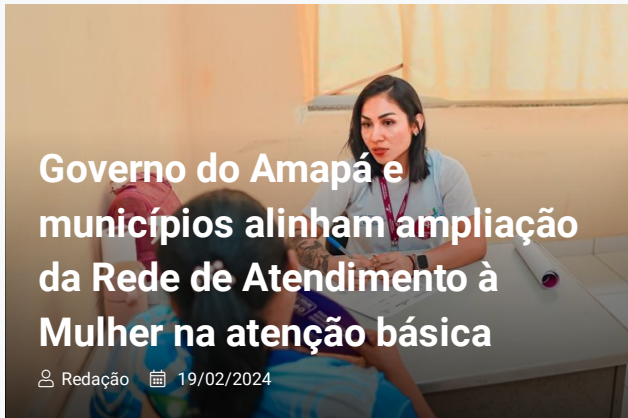 Governo do Amapá e
municípios alinham ampliação
da Rede de Atendimento à
Mulher na atenção básica
Redação 19/02/2024